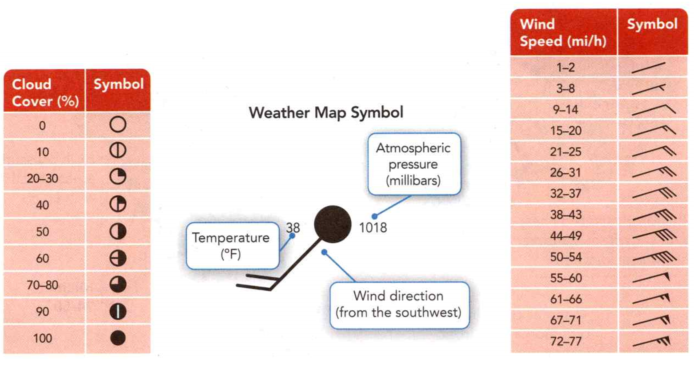 Cloud Cover (%) Symbol
0
10
20–30
40
50
60
70–80
90
100
Weather Map Symbol
Atmospheric
pressure
(millibars)
38
1018
Temperature
(°F)
Wind direction
(from the southwest)
Wind Speed (mi/h) Symbol
1–2
3–8
9–14
15–20
21–25
26–31
32–37
38–43
44–49
50–54
55–60
61–66
67–71
72–77